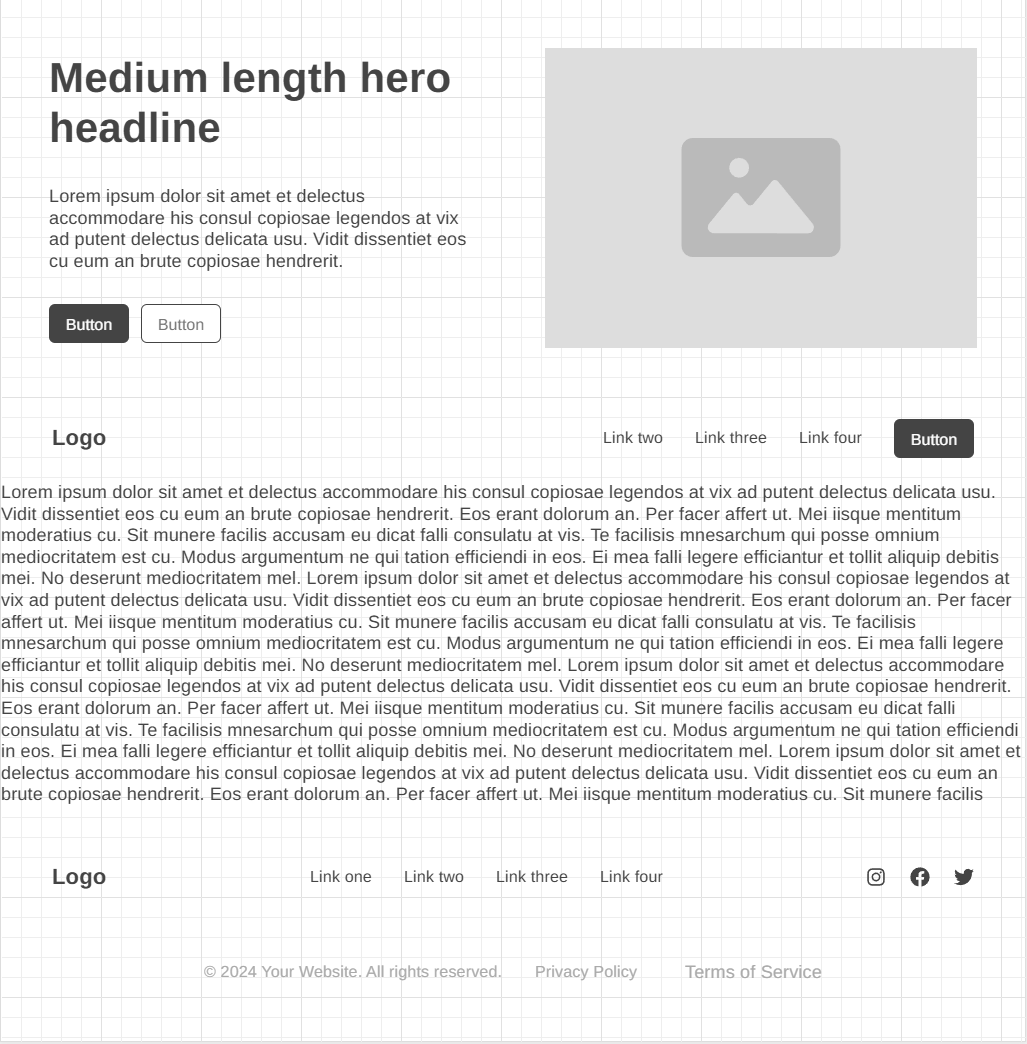 Medium length hero
headline
Lorem ipsum dolor sit amet et delectus
accommodare his consul copiosae legendos at vix
ad putent delectus delicata usu. Vidit dissentiet eos
cu eum an brute copiosae hendrerit.
Button Button
Logo Link two Link three Link four Button
Lorem ipsum dolor sit amet et delectus accommodare his consul copiosae legendos at vix ad putent delectus delicata usu.
Vidit dissentiet eos cu eum an brute copiosae hendrerit. Eos erant dolorum an. Per facer affert ut. Mei iisque mentitum
moderatius cu. Sit munere facilis accusam eu dicat falli consulatu at vis. Te facilisis mnesarchum qui posse omnium
mediocritatem est cu. Modus argumentum ne qui tation efficiendi in eos. Ei mea falli legere efficiantur et tollit aliquip debitis
mei. No deserunt mediocritatem mel. Lorem ipsum dolor sit amet et delectus accommodare his consul copiosae legendos at
vix ad putent delectus delicata usu. Vidit dissentiet eos cu eum an brute copiosae hendrerit. Eos erant dolorum an. Per facer
affert ut. Mei iisque mentitum moderatius cu. Sit munere facilis accusam eu dicat falli consulatu at vis. Te facilisis
mnesarchum qui posse omnium mediocritatem est cu. Modus argumentum ne qui tation efficiendi in eos. Ei mea falli legere
efficiantur et tollit aliquip debitis mei. No deserunt mediocritatem mel. Lorem ipsum dolor sit amet et delectus accommodare
his consul copiosae legendos at vix ad putent delectus delicata usu. Vidit dissentiet eos cu eum an brute copiosae hendrerit.
Eos erant dolorum an. Per facer affert ut. Mei iisque mentitum moderatius cu. Sit munere facilis accusam eu dicat falli
consulatu at vis. Te facilisis mnesarchum qui posse omnium mediocritatem est cu. Modus argumentum ne qui tation efficiendi
in eos. Ei mea falli legere efficiantur et tollit aliquip debitis mei. No deserunt mediocritatem mel. Lorem ipsum dolor sit amet et
delectus accommodare his consul copiosae legendos at vix ad putent delectus delicata usu. Vidit dissentiet eos cu eum an
brute copiosae hendrerit. Eos erant dolorum an. Per facer affert ut. Mei iisque mentitum moderatius cu. Sit munere facilis
Logo Link one Link two Link three Link four
© 2024 Your Website. All rights reserved. Privacy Policy Terms of Service